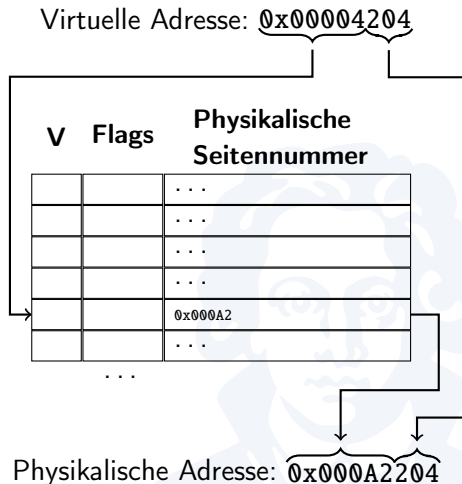 Virtuelle Adresse: 0x00004204
V Flags Physikalische Seitennummer
. . .
. . .
. . .
. . .
0x000A2
. . .
. . .
Physikalische Adresse: 0x000A2204